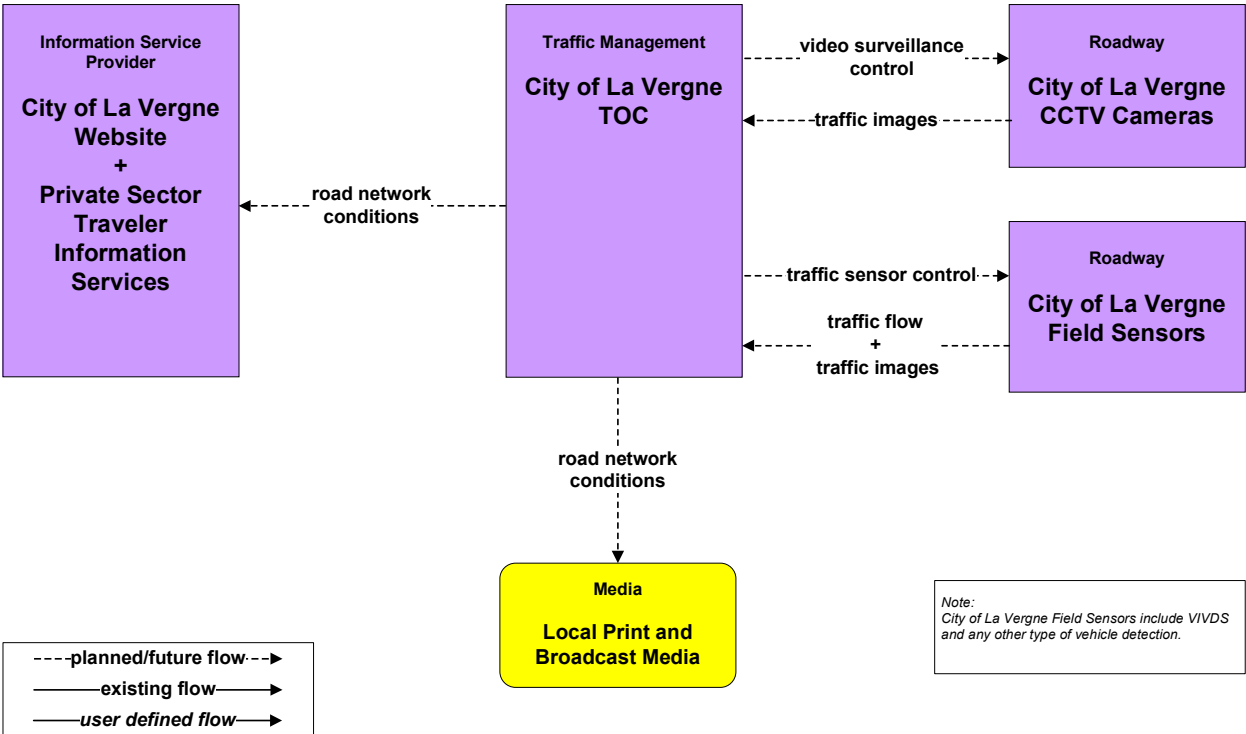 Information Service
Provider
City of La Vergne
Website
+
Private Sector
Traveler
Information
Services
road network
conditions
Traffic Management
City of La Vergne
TOC
video surveillance
control
traffic images
Roadway
City of La Vergne
CCTV Cameras
traffic sensor control
traffic flow
+
traffic images
Roadway
City of La Vergne
Field Sensors
road network
conditions
Media
Local Print and
Broadcast Media
Note:
City of La Vergne Field Sensors include VIVDS
and any other type of vehicle detection.
planned/future flow
existing flow
user defined flow